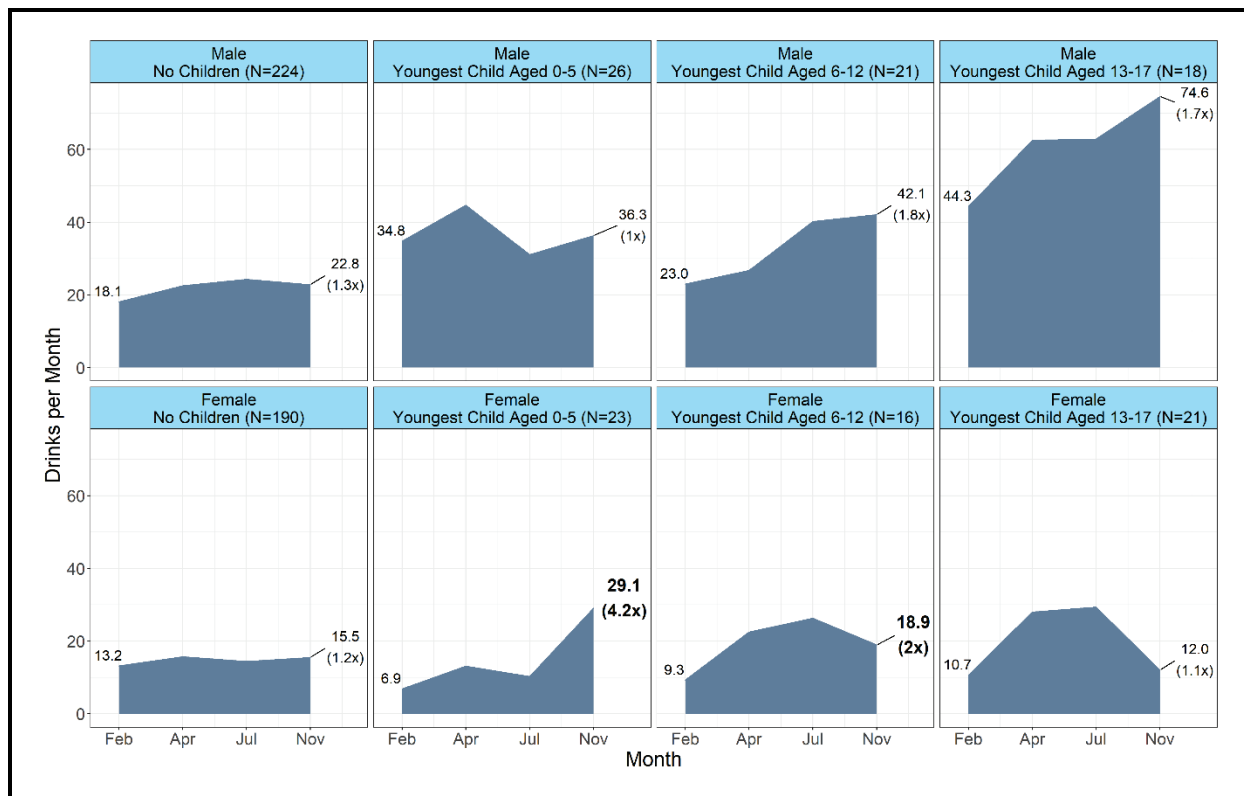 Male
No Children (N=224)
Male
Youngest Child Aged 0-5 (N=26)
Male
Youngest Child Aged 6-12 (N=21)
Male
Youngest Child Aged 13-17 (N=18)
Drinks per Month
60
40
20
0
18.1
22.8
(1.3x)
34.8
36.3
(1x)
23.0
42.1
(1.8x)
44.3
74.6
(1.7x)
Female
No Children (N=190)
Female
Youngest Child Aged 0-5 (N=23)
Female
Youngest Child Aged 6-12 (N=16)
Female
Youngest Child Aged 13-17 (N=21)
60
40
20
0
13.2
15.5
(1.2x)
6.9
29.1
(4.2x)
9.3
18.9
(2x)
10.7
12.0
(1.1x)
Feb Apr Jul Nov
Feb Apr Jul Nov
Feb Apr Jul Nov
Feb Apr Jul Nov
Month